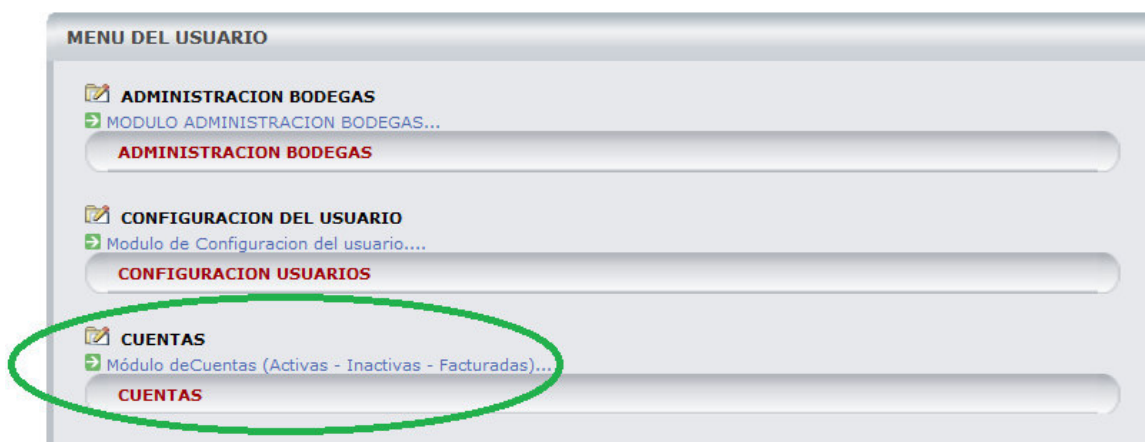 MENU DEL USUARIO
ADMINISTRACION BODEGAS
MODULO ADMINISTRACION BODEGAS...
ADMINISTRACION BODEGAS
CONFIGURACION DEL USUARIO
Modulo de Configuracion del usuario....
CONFIGURACION USUARIOS
CUENTAS
Módulo deCuentas (Activas - Inactivas - Facturadas)...
CUENTAS